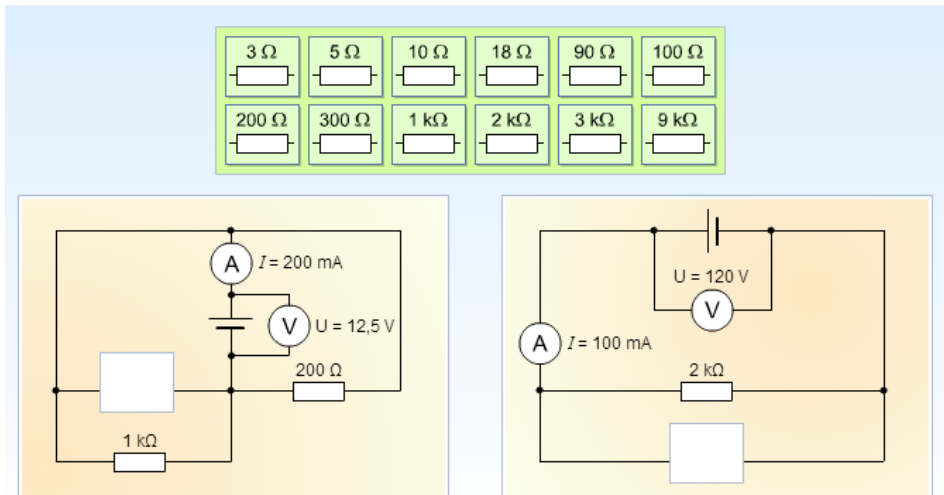 3 Ω 5 Ω 10 Ω 18 Ω 90 Ω 100 Ω
200 Ω 300 Ω 1 kΩ 2 kΩ 3 kΩ 9 kΩ
A I = 200 mA
V U = 12,5 V
200 Ω
1 kΩ
U = 120 V
V
A I = 100 mA
2 kΩ